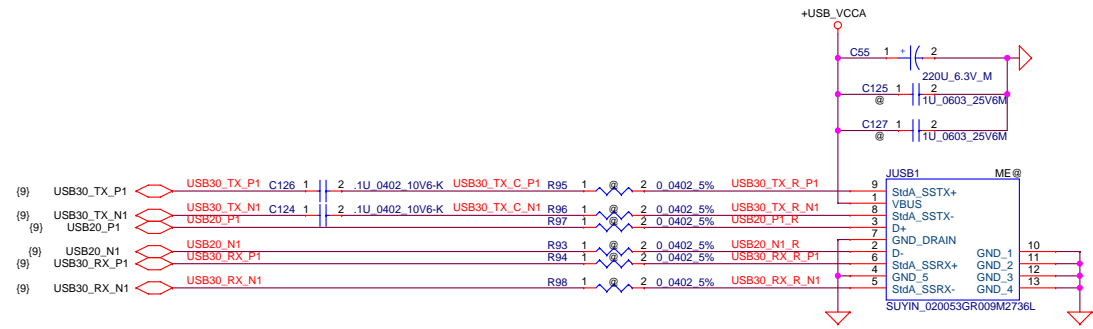 +USB_VCCA
C55 1 + 2
220U_6.3V_M
C125 1 2
@ 1U_0603_25V6M
C127 1 2
@ 1U_0603_25V6M
JUSB1 ME@
{9} USB30_TX_P1 USB30_TX_P1 C126 1 2 .1U_0402_10V6-K USB30_TX_C_P1 R95 1 @ 2 0_0402_5% USB30_TX_R_P1 9 StdA_SSTX+
1 VBUS
{9} USB30_TX_N1 USB30_TX_N1 C124 1 2 .1U_0402_10V6-K USB30_TX_C_N1 R96 1 @ 2 0_0402_5% USB30_TX_R_N1 8 StdA_SSTX-
{9} USB20_P1 USB20_P1 R97 1 @ 2 0_0402_5% USB20_P1_R 3 D+
7 GND_DRAIN
{9} USB20_N1 USB20_N1 R93 1 @ 2 0_0402_5% USB20_N1_R 2 D- GND_1 10
{9} USB30_RX_P1 USB30_RX_P1 R94 1 @ 2 0_0402_5% USB30_RX_R_P1 6 StdA_SSRX+ GND_2 11
4 GND_5 GND_3 12
{9} USB30_RX_N1 USB30_RX_N1 R98 1 @ 2 0_0402_5% USB30_RX_R_N1 5 StdA_SSRX- GND_4 13
SUYIN_020053GR009M2736L